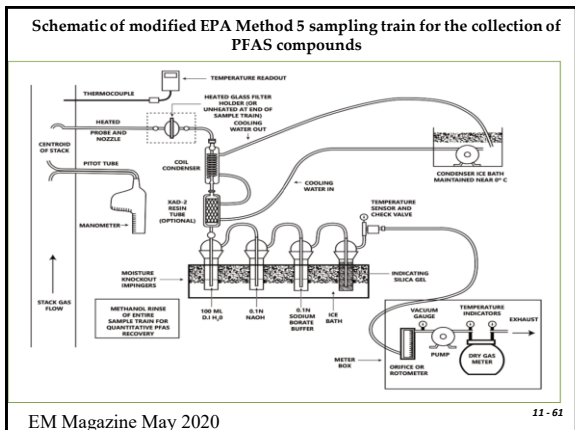 Schematic of modified EPA Method 5 sampling train for the collection of
PFAS compounds
TEMPERATURE READOUT
THERMOCOUPLE
HEATED GLASS FILTER
HOLDER (OR
UNHEATED AT END OF
SAMPLE TRAIN)
COOLING
WATER OUT
HEATED
PROBE AND
NOZZLE
CENTROID
OF STACK
PITOT TUBE
COIL
CONDENSER
CONDENSER ICE BATH
MAINTAINED NEAR 0° C
COOLING
WATER IN
XAD-2
RESIN
TUBE
(OPTIONAL)
TEMPERATURE
SENSOR AND
CHECK VALVE
MANOMETER
MOISTURE
KNOCKOUT
IMPINGERS
INDICATING
SILICA GEL
STACK GAS
FLOW
METHANOL RINSE
OF ENTIRE
SAMPLE TRAIN FOR
QUANTITATIVE PFAS
RECOVERY
100 ML
D.I H₂0
0.1N
NAOH
0.1N
SODIUM
BORATE
BUFFER
ICE
BATH
VACUUM
GAUGE
TEMPERATURE
INDICATORS
EXHAUST
METER
BOX
PUMP
DRY GAS
METER
ORIFICE OR
ROTOMETER
EM Magazine May 2020
11 - 61